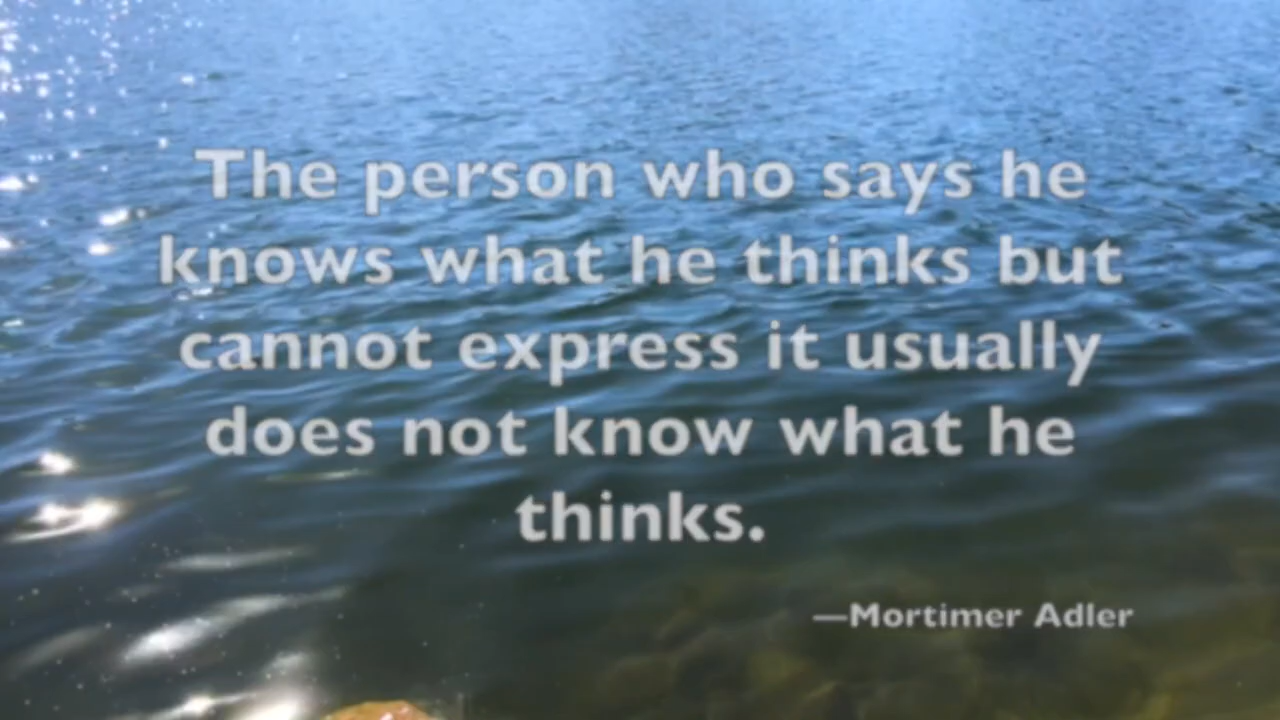 The person who says he
knows what he thinks but
cannot express it usually
does not know what he
thinks.
—Mortimer Adler